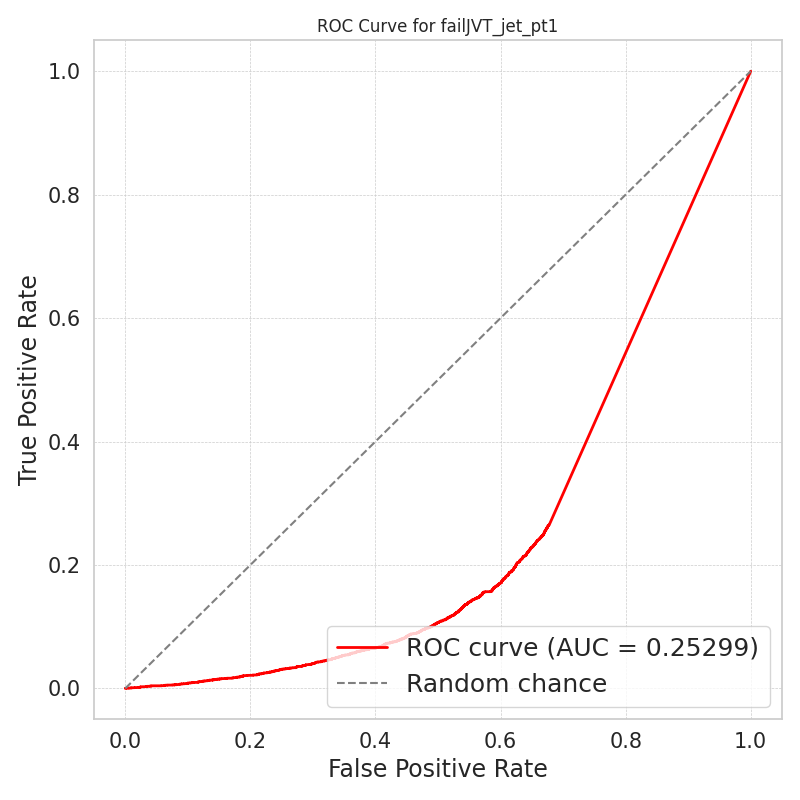 ROC Curve for failJVT_jet_pt1
True Positive Rate
1.0
0.8
0.6
0.4
0.2
0.0
ROC curve (AUC = 0.25299)
Random chance
0.0 0.2 0.4 0.6 0.8 1.0
False Positive Rate